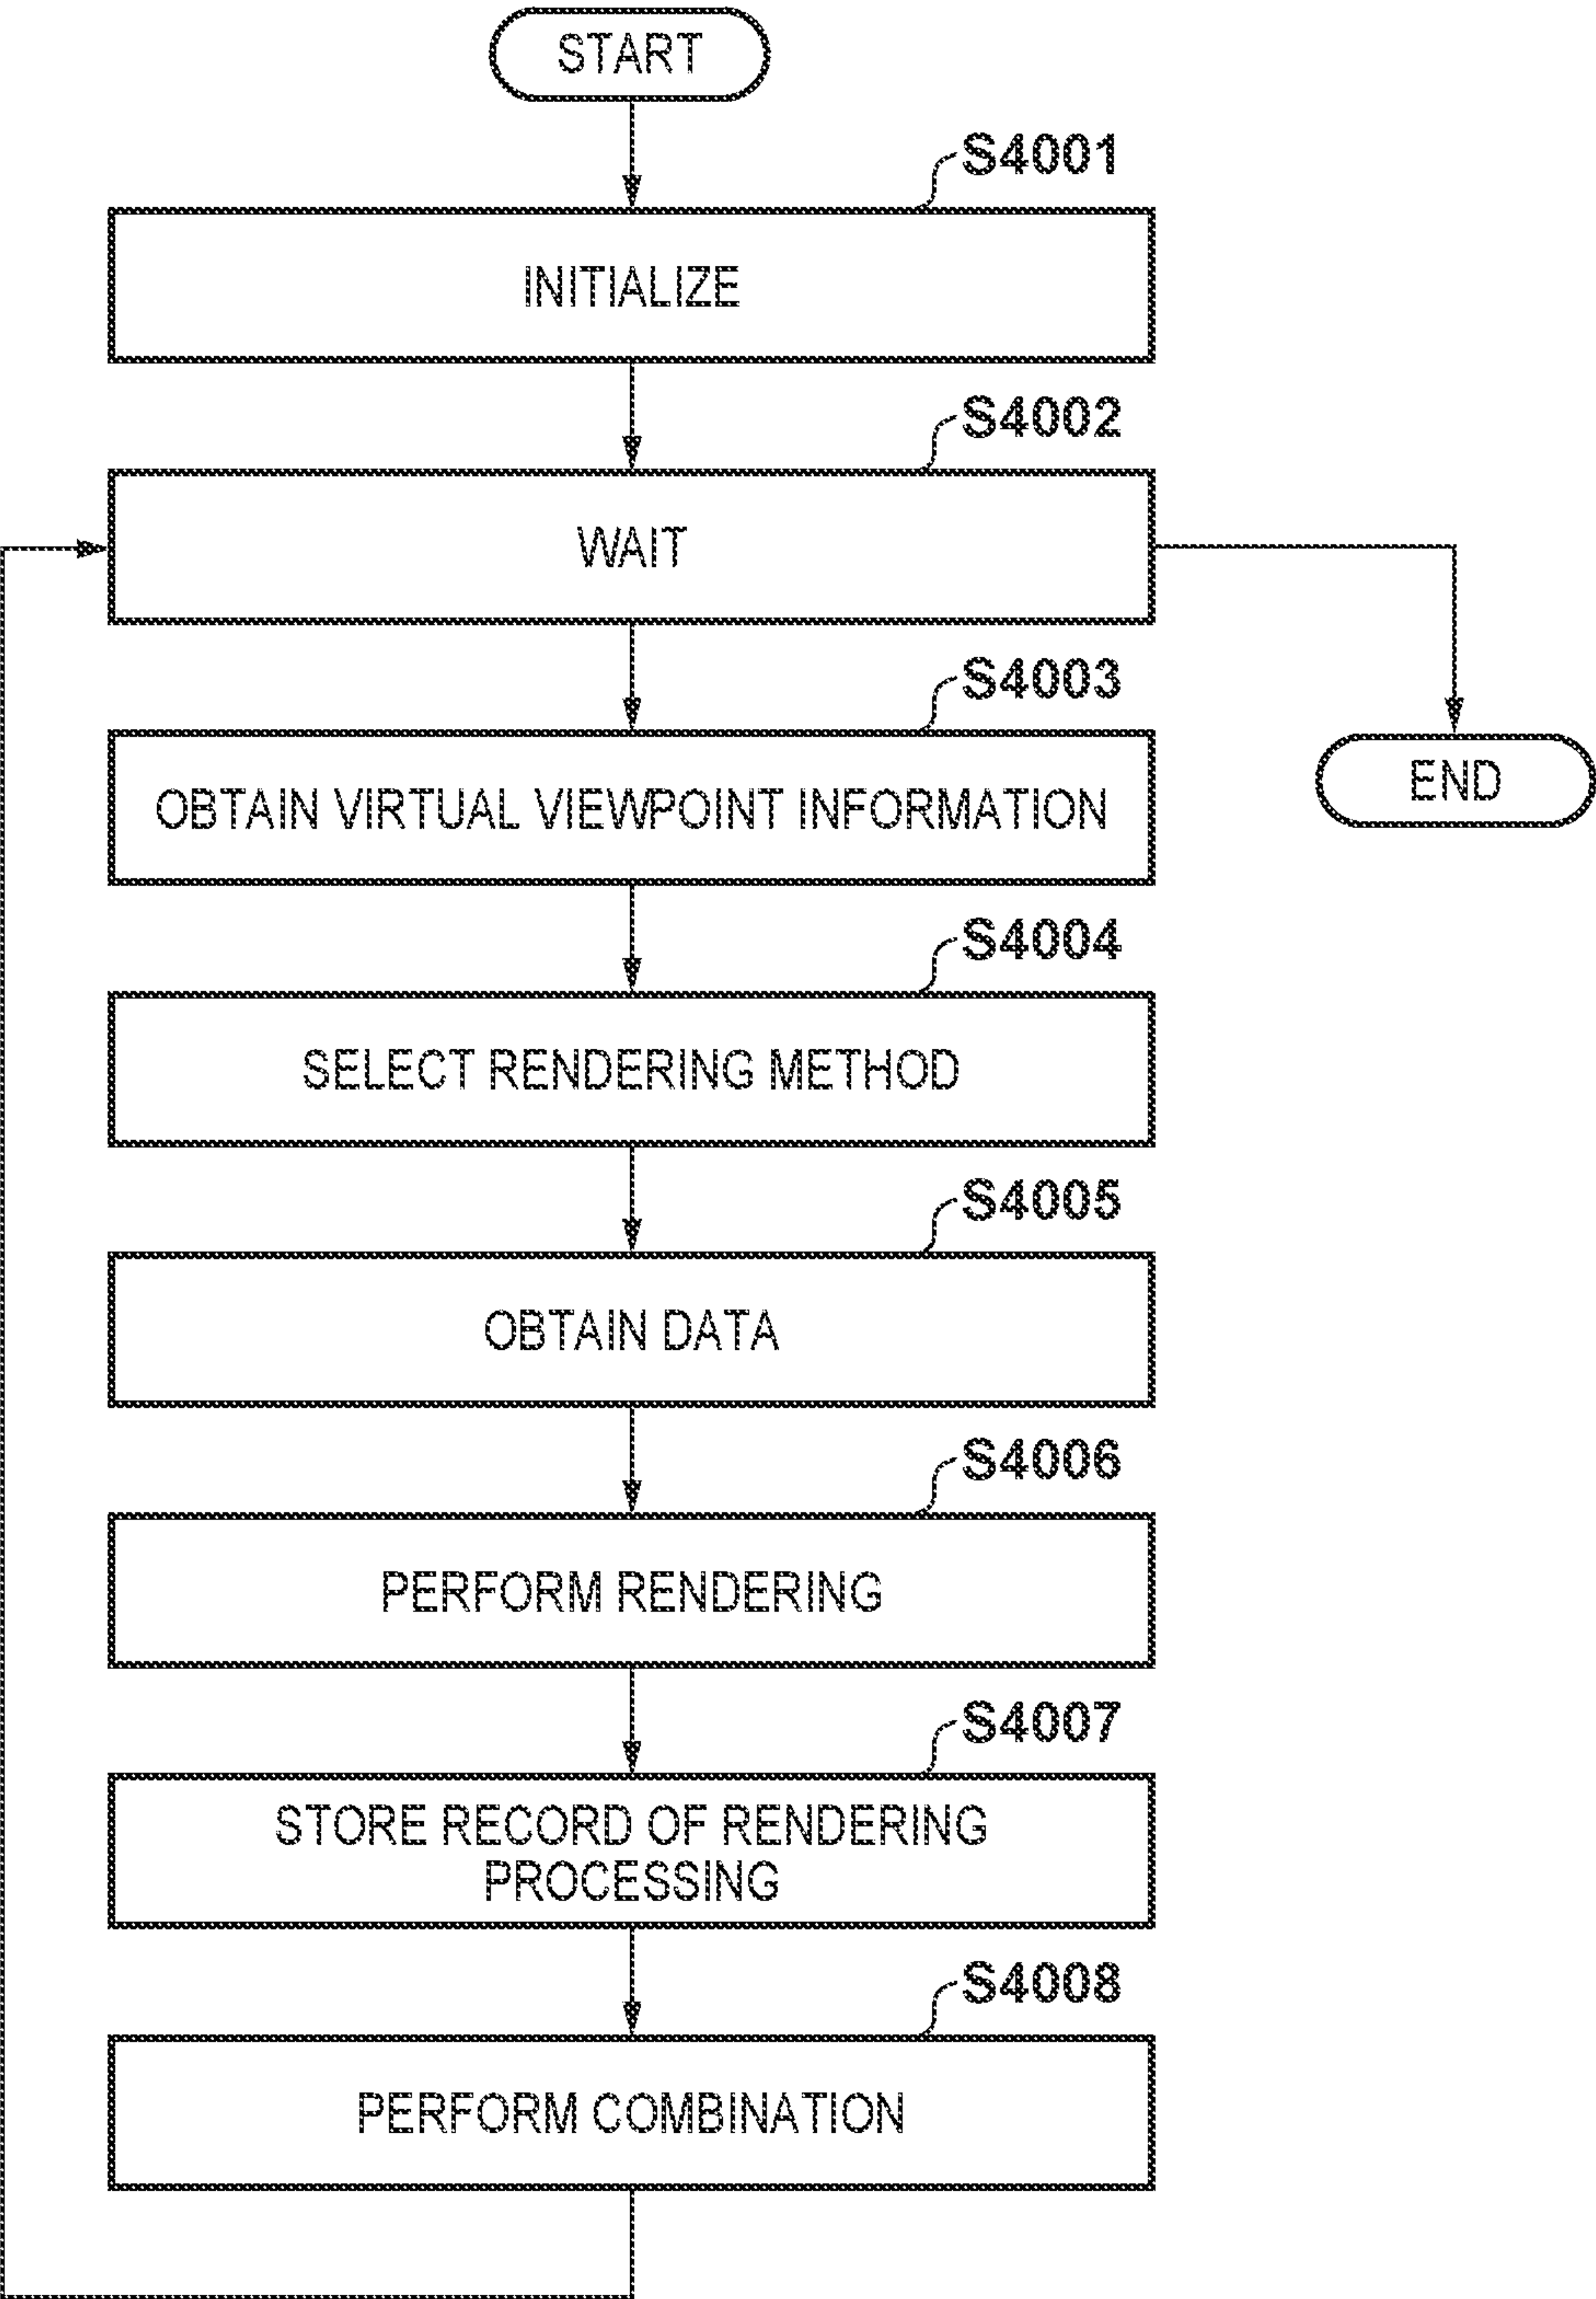 START
S4001
INITIALIZE
S4002
WAIT
S4003
OBTAIN VIRTUAL VIEWPOINT INFORMATION
END
S4004
SELECT RENDERING METHOD
S4005
OBTAIN DATA
S4006
PERFORM RENDERING
S4007
STORE RECORD OF RENDERING
PROCESSING
S4008
PERFORM COMBINATION